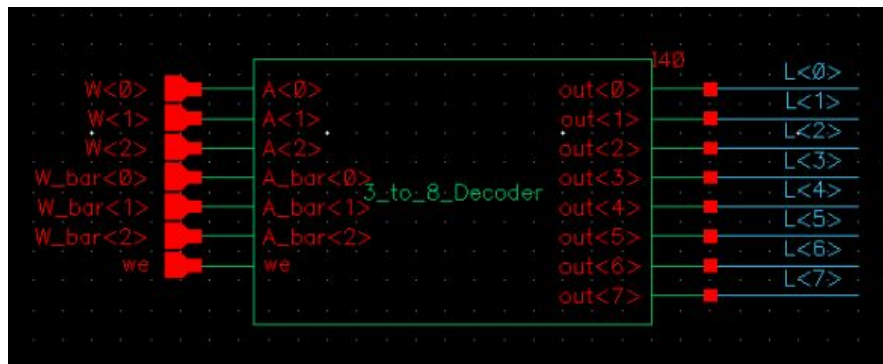 I40
W<0> A<0> out<0> L<0>
W<1> A<1> out<1> L<1>
W<2> A<2> out<2> L<2>
W_bar<0> A_bar<0> out<3> L<3>
3_to_8_Decoder
W_bar<1> A_bar<1> out<4> L<4>
W_bar<2> A_bar<2> out<5> L<5>
we we out<6> L<6>
out<7> L<7>